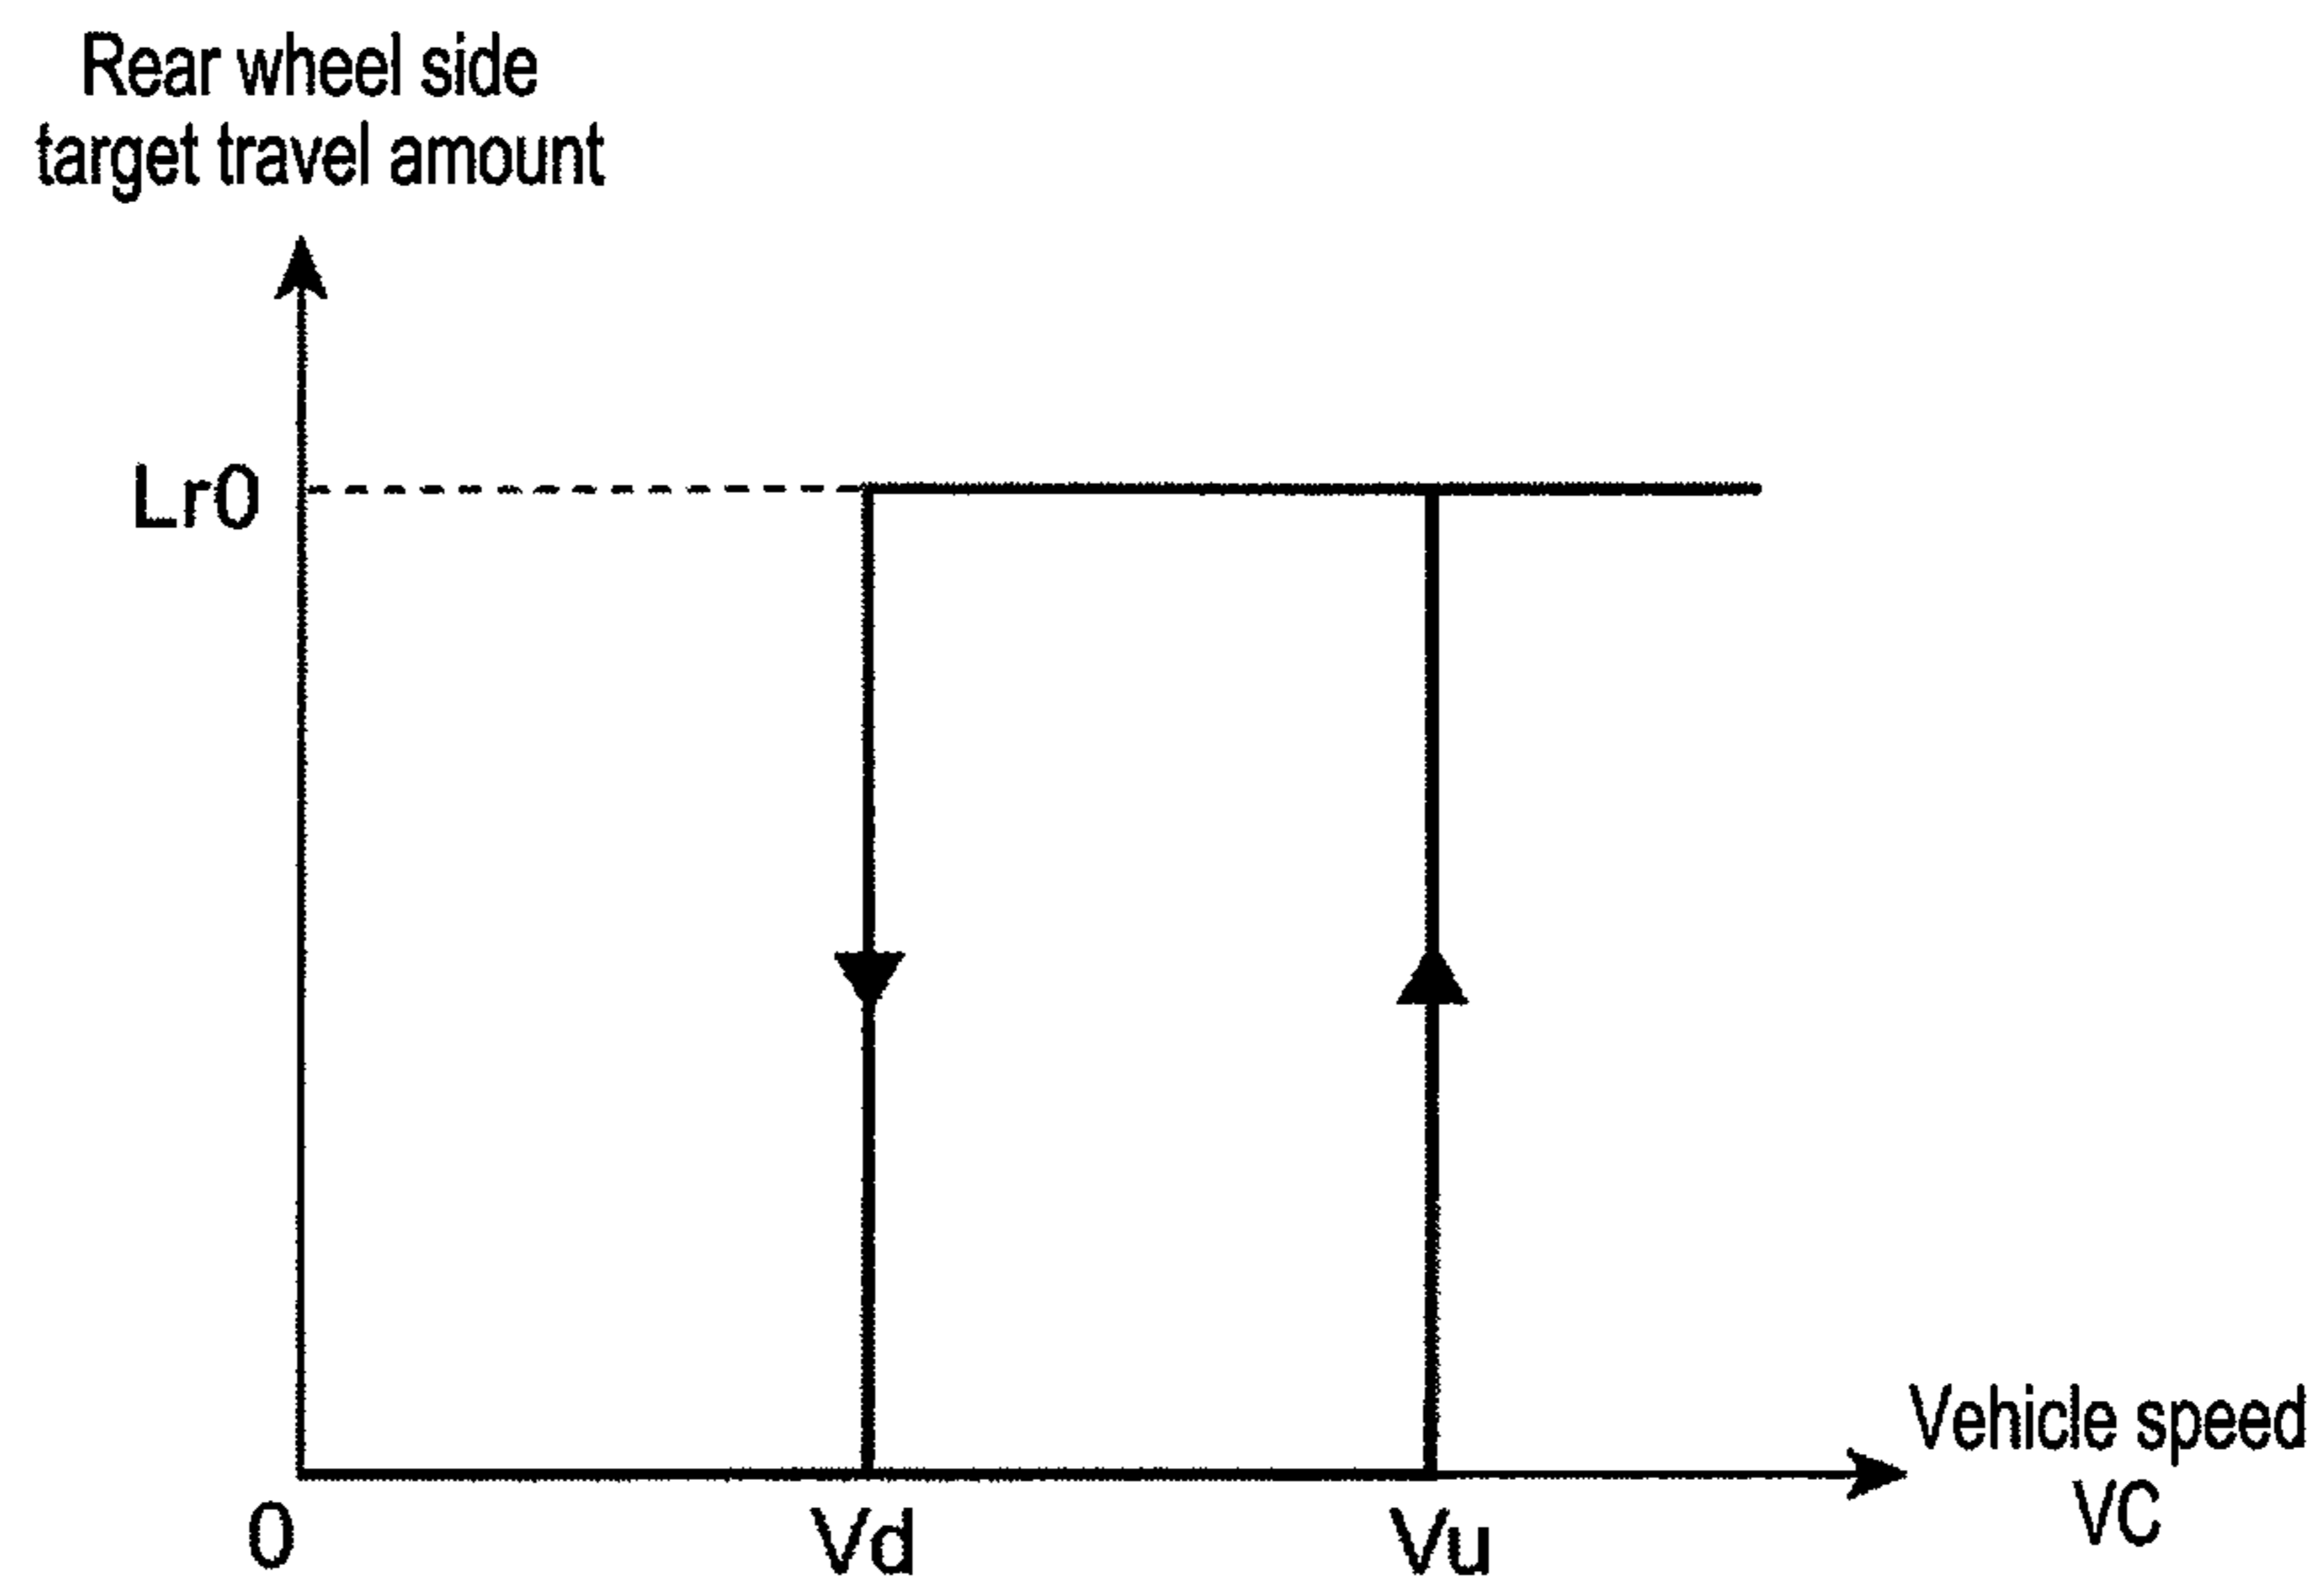 Rear wheel side
target travel amount
Lr0
Vehicle speed
VC
0
Vd
Vu